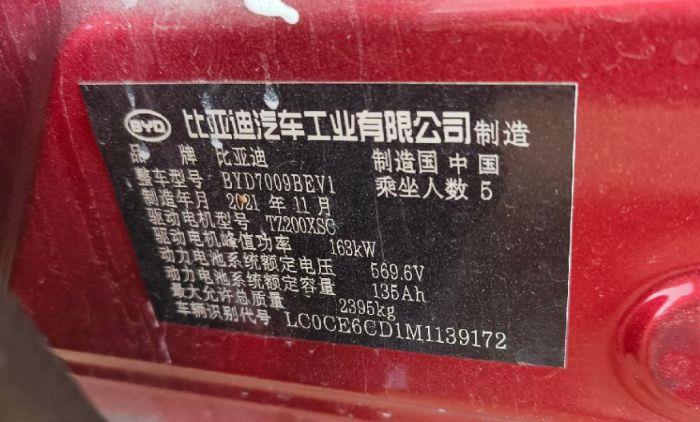 BYD 比亚迪汽车工业有限公司制造
品牌 比亚迪 制造国 中国
整车型号 BYD7009BEV1 乘坐人数 5
制造年月 2021 年 11 月
驱动电机型号 TZ200XSC
驱动电机峰值功率 163kW
动力电池系统额定电压 569.6V
动力电池系统额定容量 135Ah
最大允许总质量 2395kg
车辆识别代号 LC0CE6CD1M1139172